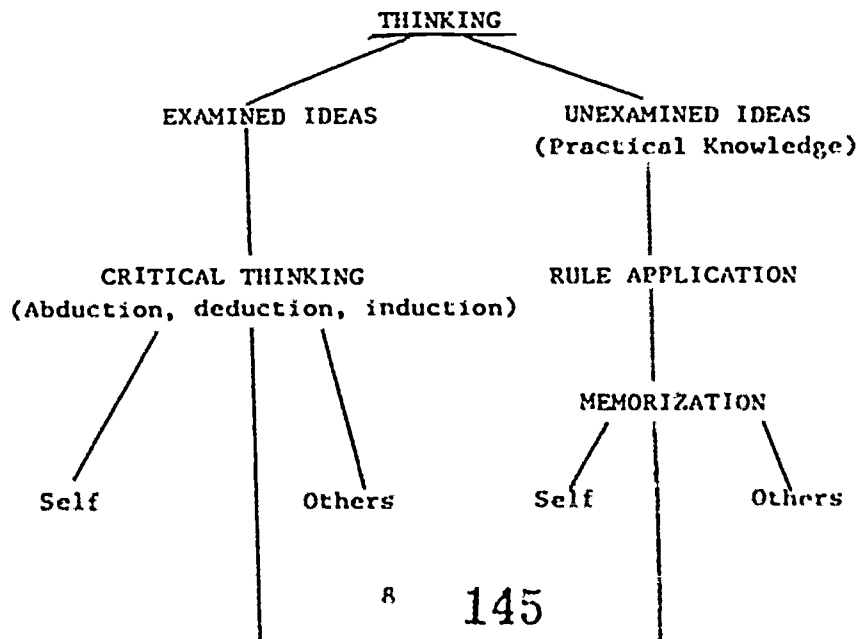 THINKING
EXAMINED IDEAS
UNEXAMINED IDEAS
(Practical Knowledge)
CRITICAL THINKING
(Abduction, deduction, induction)
RULE APPLICATION
MEMORIZATION
Self
Others
Self
Others
8
145